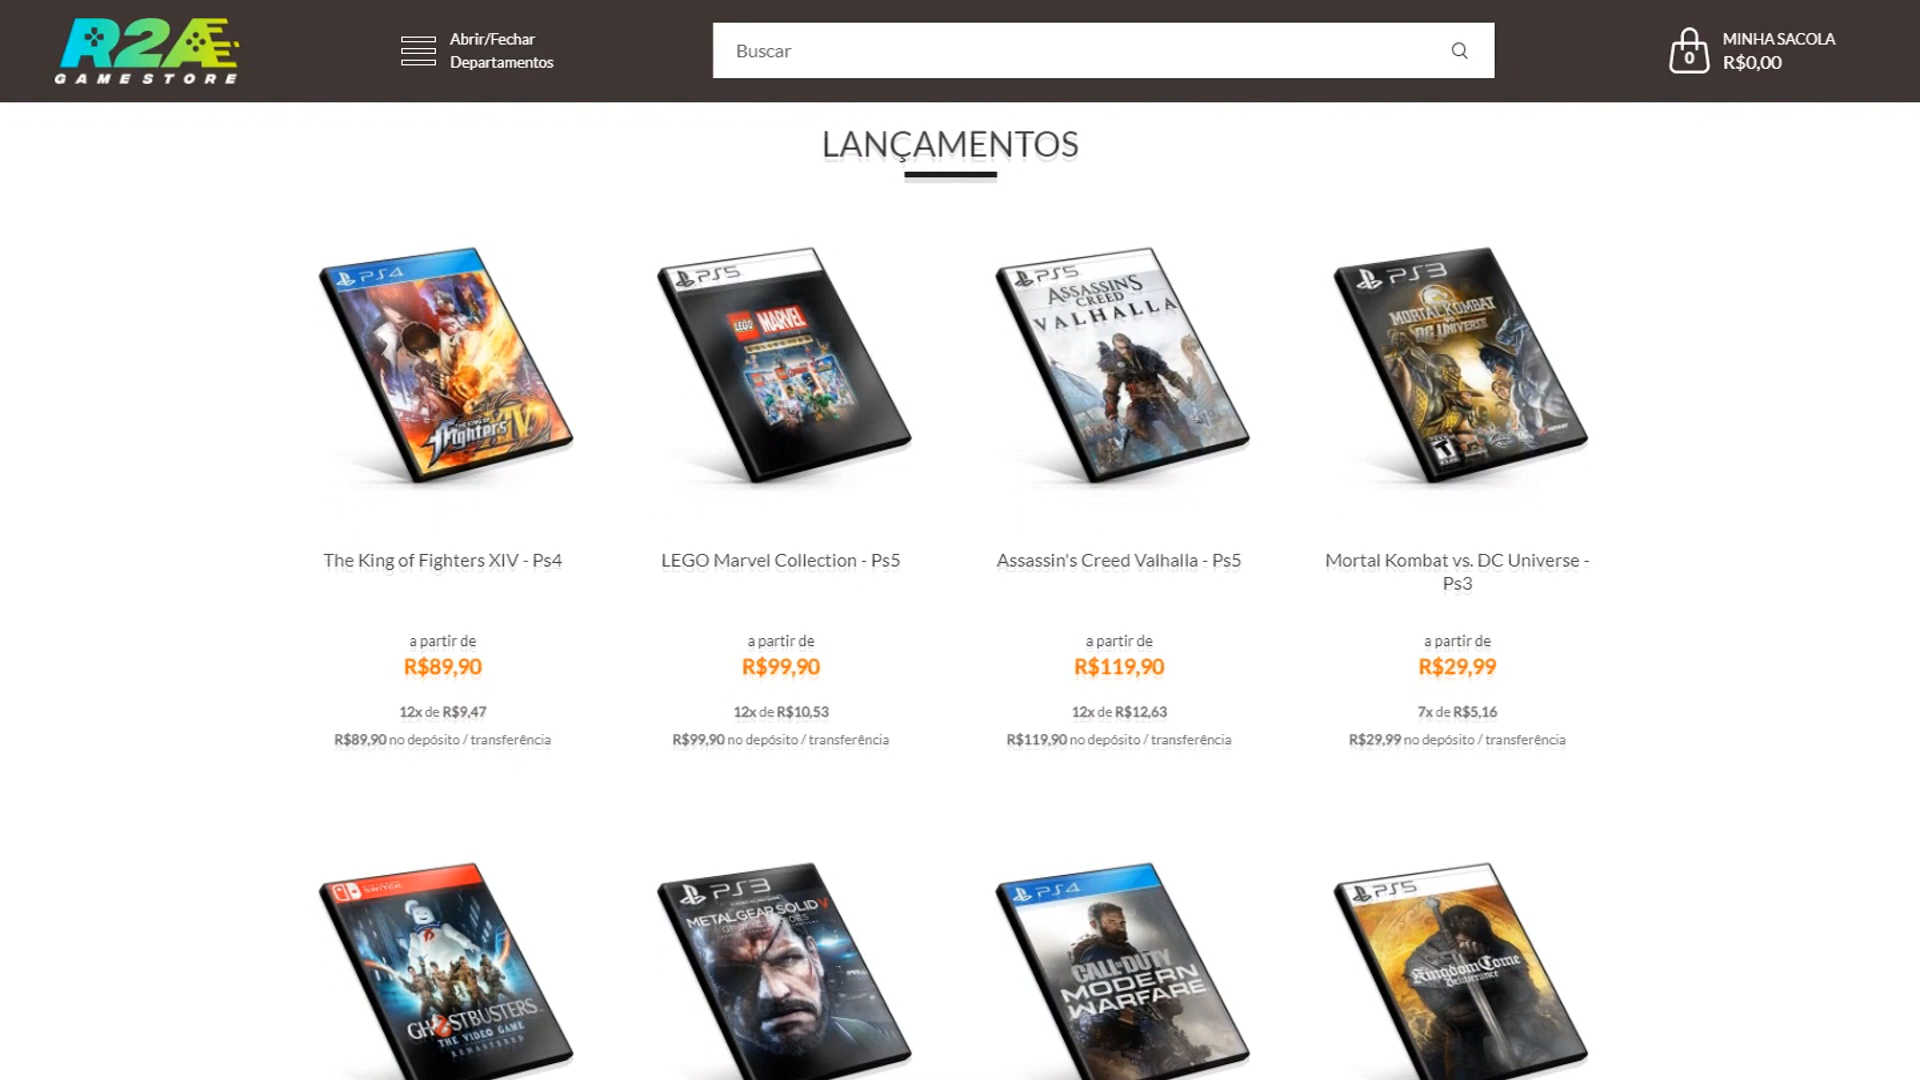 R2A
GAMESTORE
Abrir/Fechar
Departamentos
Buscar
0
MINHA SACOLA
R$0,00
LANÇAMENTOS
PS4
THE KING OF
Fighters XIV
PS5
LEGO MARVEL
COLLECTION
PS5
ASSASSIN'S
CREED
VALHALLA
PS3
MORTAL KOMBAT
VS
DC UNIVERSE
T
The King of Fighters XIV - Ps4
LEGO Marvel Collection - Ps5
Assassin's Creed Valhalla - Ps5
Mortal Kombat vs. DC Universe -
Ps3
a partir de
R$89,90
a partir de
R$99,90
a partir de
R$119,90
a partir de
R$29,99
12x de R$9,47
12x de R$10,53
12x de R$12,63
7x de R$5,16
R$89,90 no depósito / transferência
R$99,90 no depósito / transferência
R$119,90 no depósito / transferência
R$29,99 no depósito / transferência
SWITCH
GHOSTBUSTERS
THE VIDEO GAME
REMASTERED
PS3
METAL GEAR SOLID V
PS4
CALL OF DUTY
MODERN
WARFARE
PS5
Kingdom Come
Deliverance